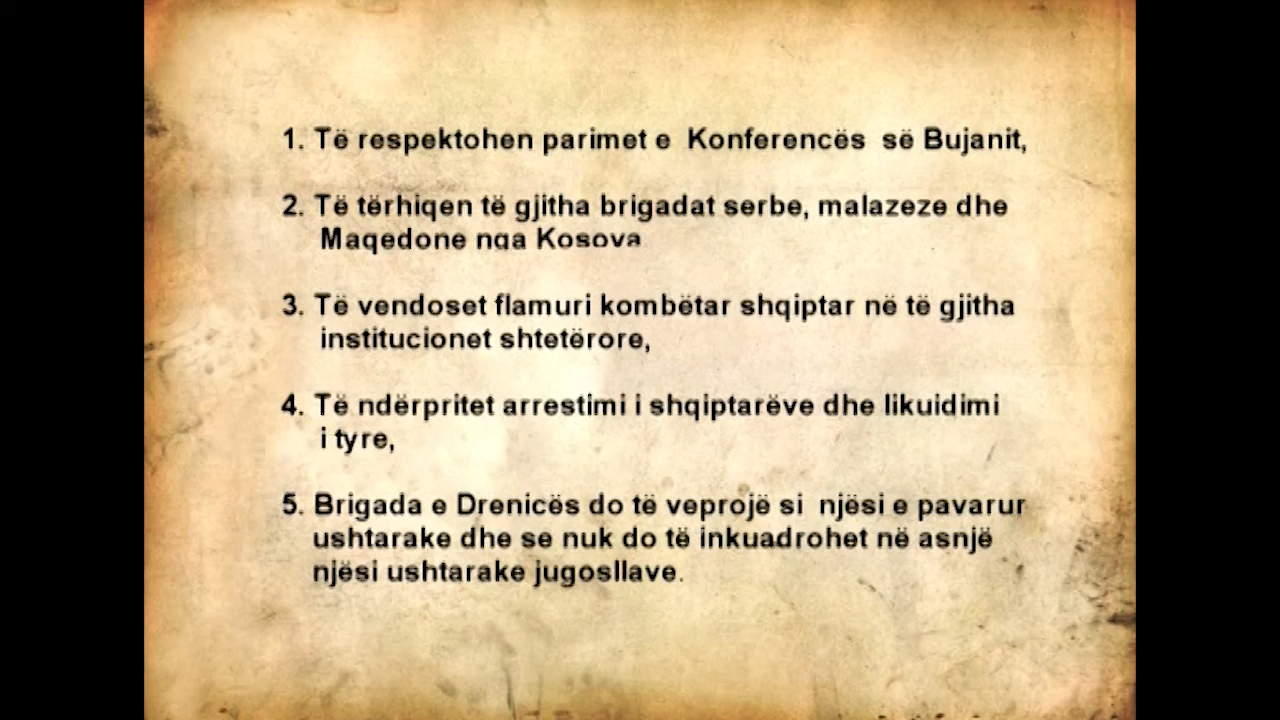 1. Të respektohen parimet e Konferencës së Bujanit,
2. Të tërhiqen të gjitha brigadat serbe, malazeze dhe
Maqedone nga Kosova
3. Të vendoset flamuri kombëtar shqiptar në të gjitha
institucionet shtetërore,
4. Të ndërpritet arrestimi i shqiptarëve dhe likuidimi
i tyre,
5. Brigada e Drenicës do të veprojë si njësi e pavarur
ushtarake dhe se nuk do të inkuadrohet në asnjë
njësi ushtarake jugosllave.